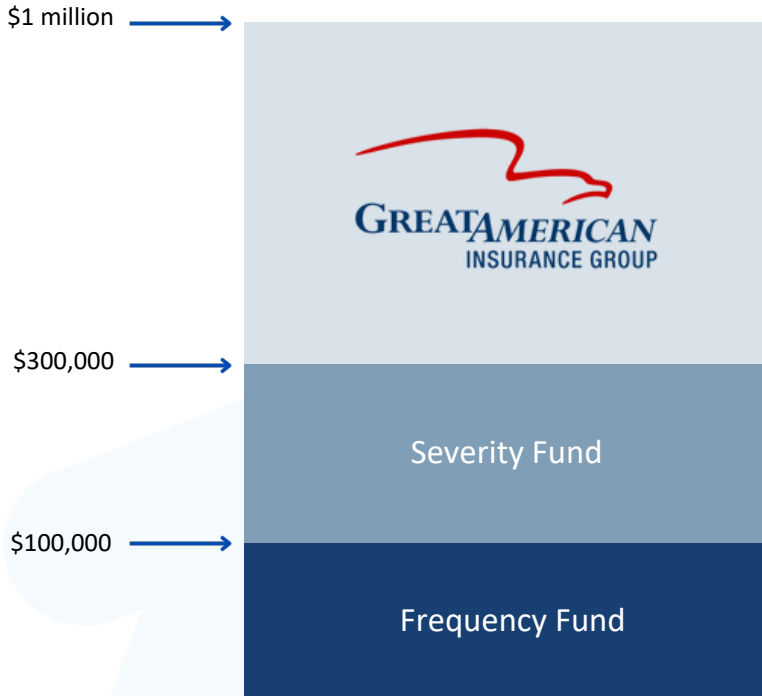 $1 million
GREATAMERICAN
INSURANCE GROUP
$300,000
Severity Fund
$100,000
Frequency Fund